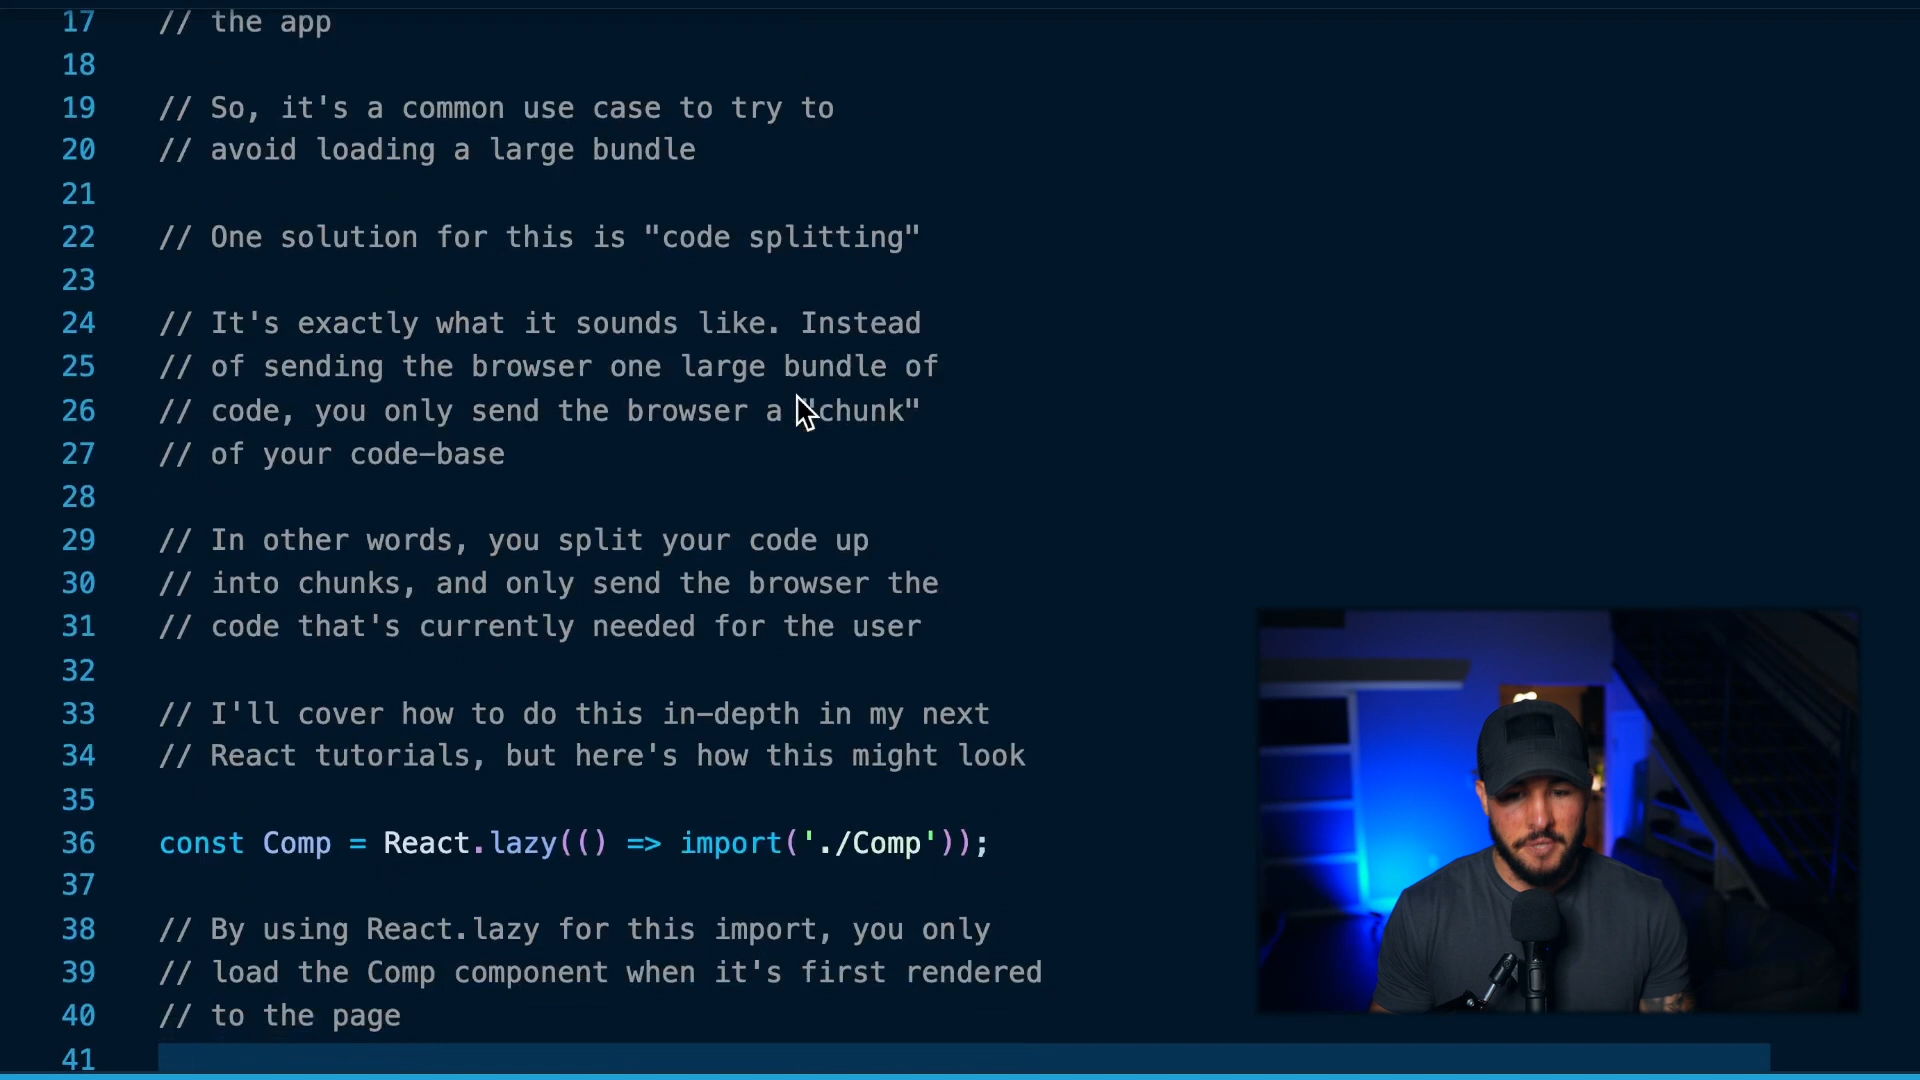 17 // the app
18
19 // So, it's a common use case to try to
20 // avoid loading a large bundle
21
22 // One solution for this is "code splitting"
23
24 // It's exactly what it sounds like. Instead
25 // of sending the browser one large bundle of
26 // code, you only send the browser a "chunk"
27 // of your code-base
28
29 // In other words, you split your code up
30 // into chunks, and only send the browser the
31 // code that's currently needed for the user
32
33 // I'll cover how to do this in-depth in my next
34 // React tutorials, but here's how this might look
35
36 const Comp = React.lazy(() => import('./Comp'));
37
38 // By using React.lazy for this import, you only
39 // load the Comp component when it's first rendered
40 // to the page
41